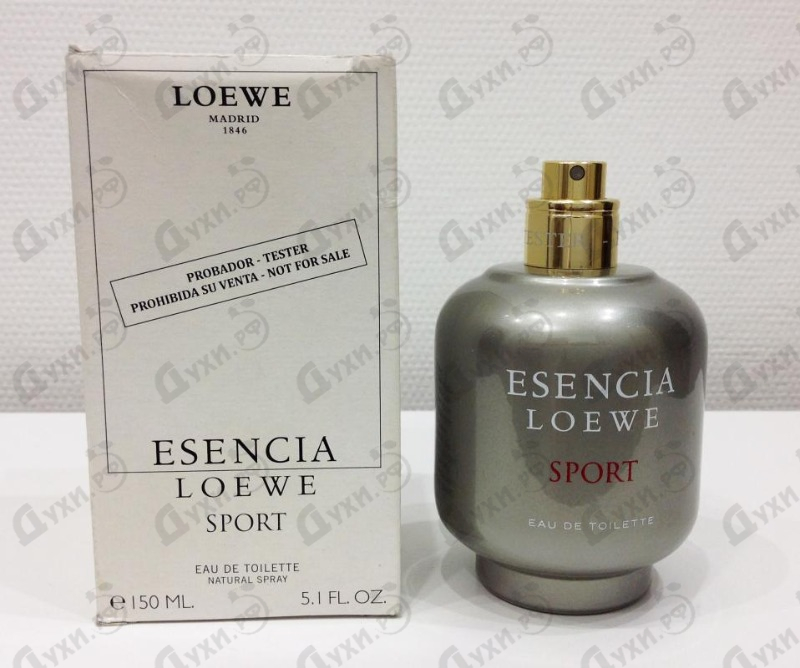 LOEWE
MADRID
1846
PROBADOR - TESTER
PROHIBIDA SU VENTA - NOT FOR SALE
ESENCIA
LOEWE
SPORT
EAU DE TOILETTE
NATURAL SPRAY
℮150 ML. 5.1 FL. OZ.
TESTER
ESENCIA
LOEWE
SPORT
EAU DE TOILETTE
Духи.РФ